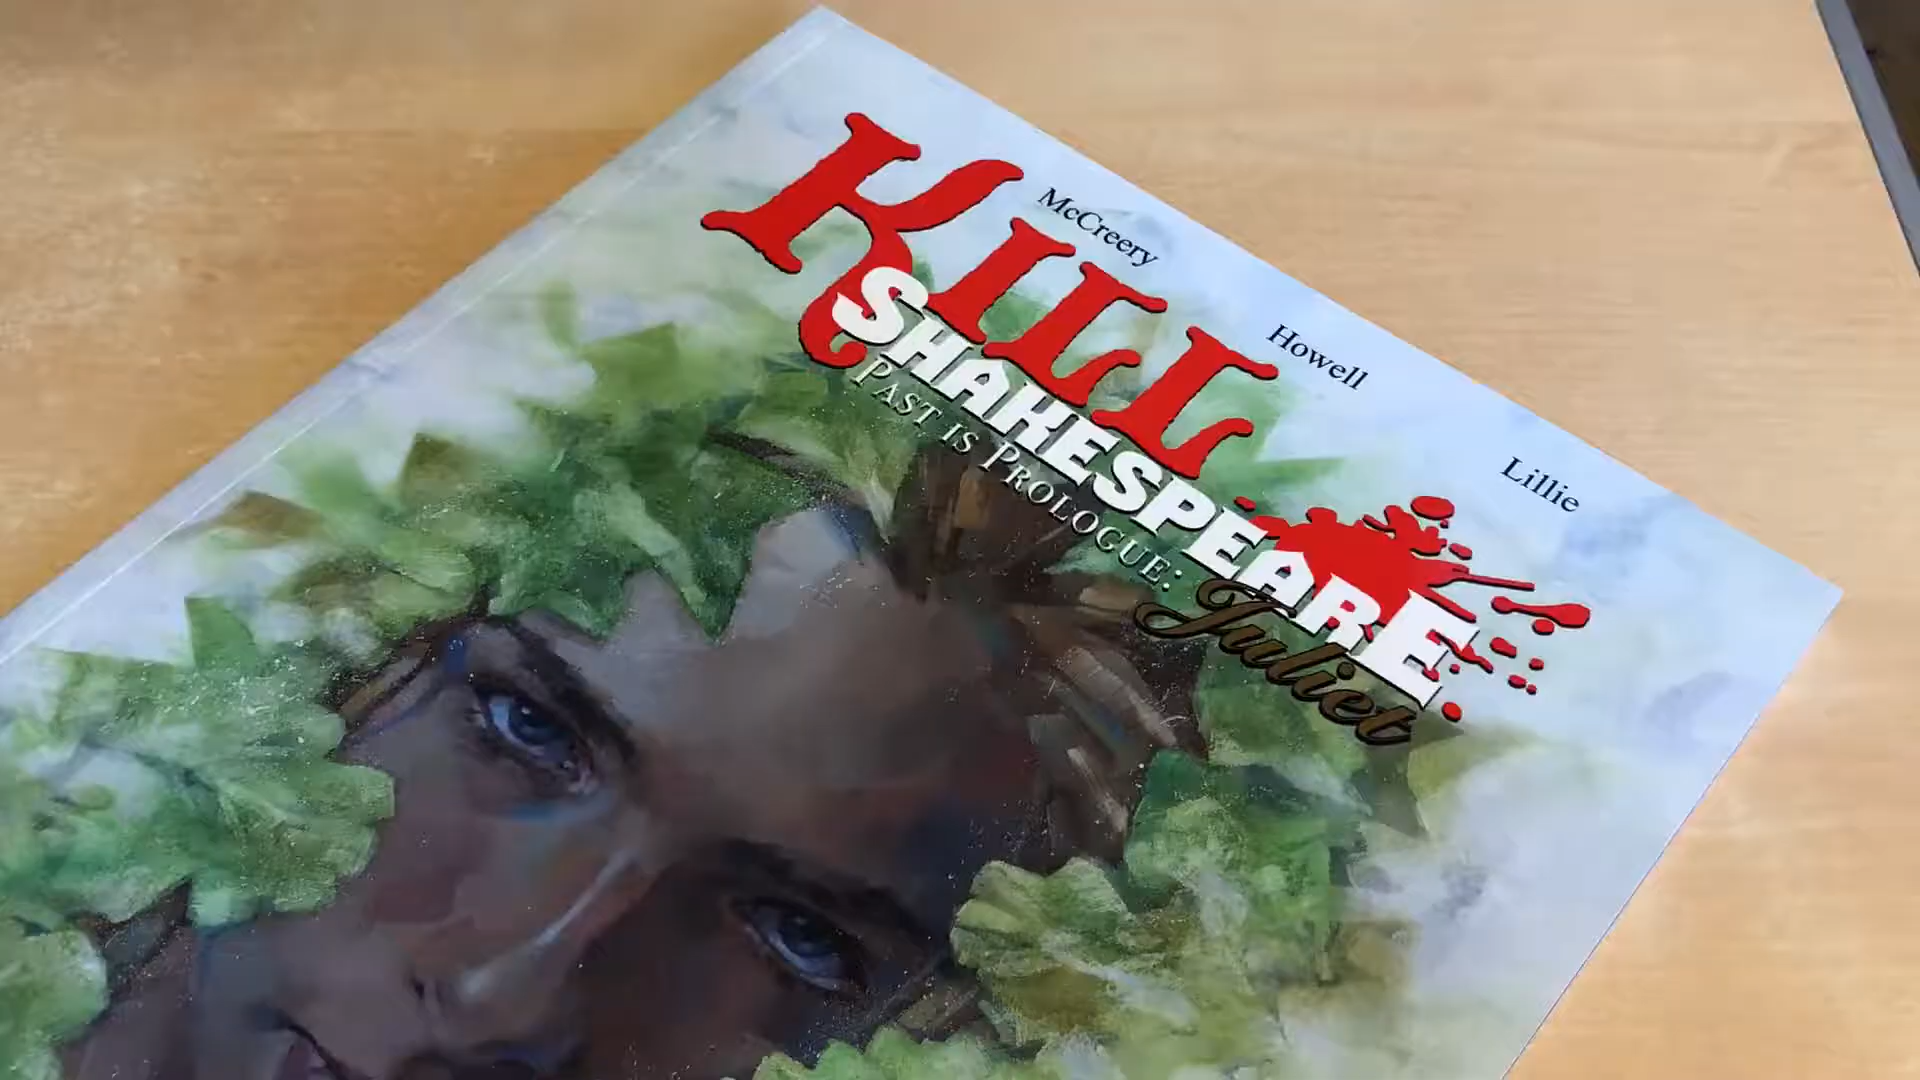 McCreery
Howell
Lillie
KILL
SHAKESPEARE
PAST IS PROLOGUE:
Juliet